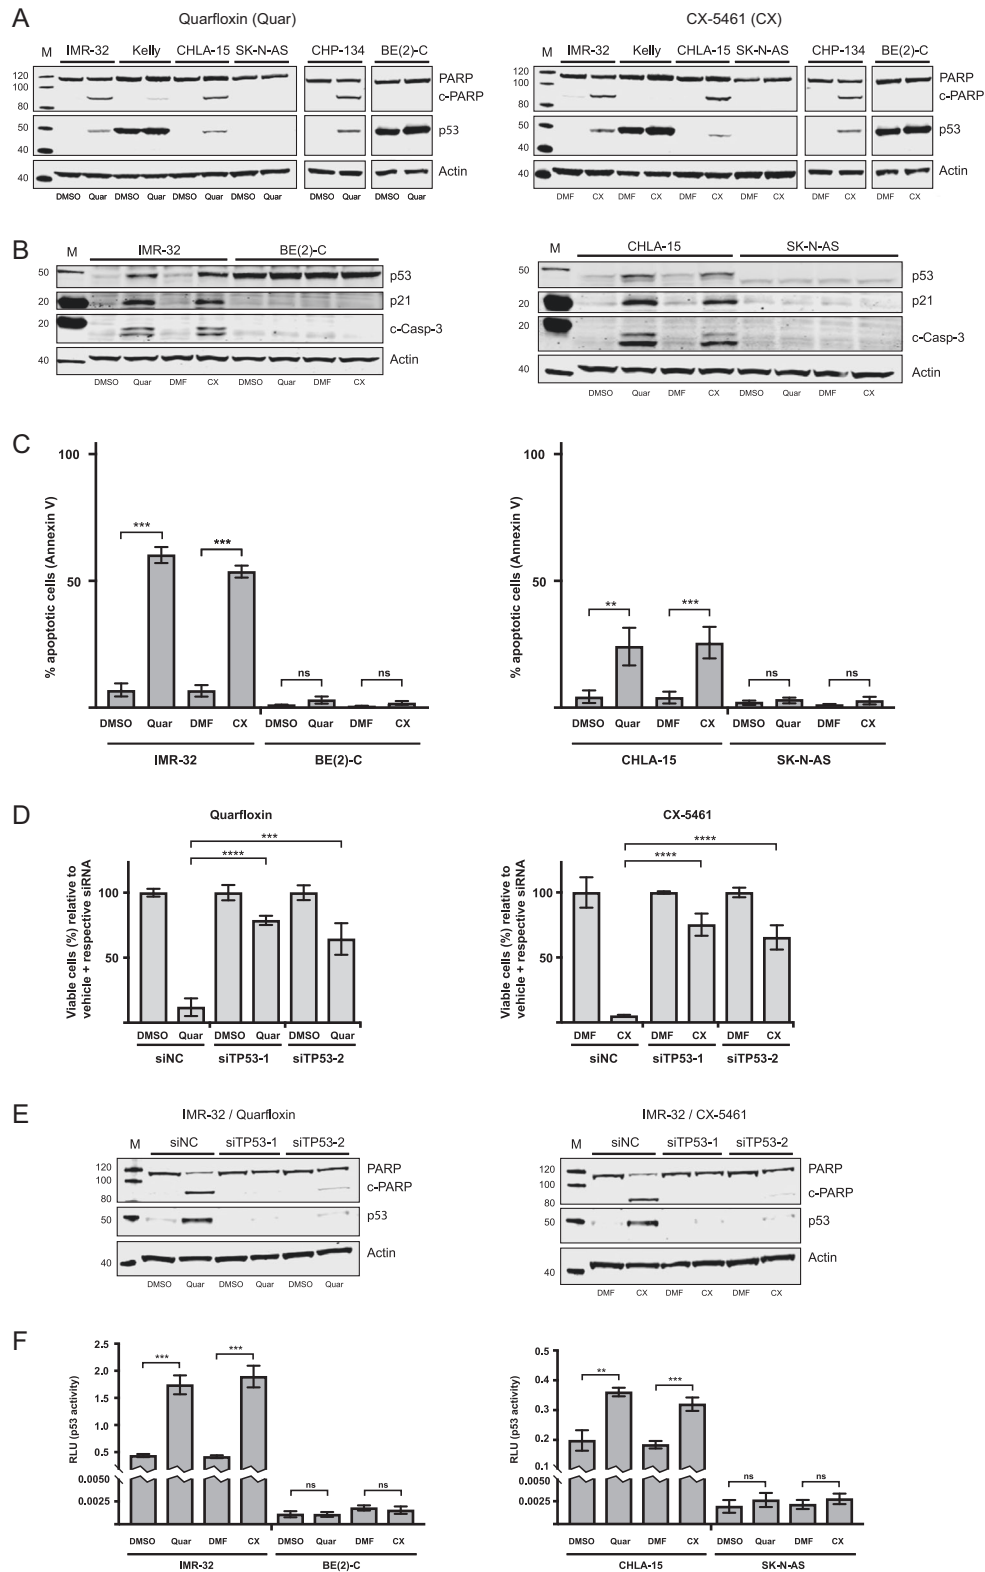 A
Quarfloxin (Quar)
CX-5461 (CX)
M IMR-32 Kelly CHLA-15 SK-N-AS CHP-134 BE(2)-C
120
100
80
PARP
c-PARP
50
40
p53
40
Actin
DMSO Quar DMSO Quar DMSO Quar DMSO Quar DMSO Quar DMSO Quar
M IMR-32 Kelly CHLA-15 SK-N-AS CHP-134 BE(2)-C
120
100
80
PARP
c-PARP
50
40
p53
40
Actin
DMF CX DMF CX DMF CX DMF CX DMF CX DMF CX
B
M IMR-32 BE(2)-C
50 p53
20 p21
20 c-Casp-3
40 Actin
DMSO Quar DMF CX DMSO Quar DMF CX
M CHLA-15 SK-N-AS
50 p53
20 p21
20 c-Casp-3
40 Actin
DMSO Quar DMF CX DMSO Quar DMF CX
C
% apoptotic cells (Annexin V)
100
50
*** *** ns ns
DMSO Quar DMF CX DMSO Quar DMF CX
IMR-32 BE(2)-C
% apoptotic cells (Annexin V)
100
50
** *** ns ns
DMSO Quar DMF CX DMSO Quar DMF CX
CHLA-15 SK-N-AS
D
Quarfloxin
Viable cells (%) relative to
vehicle + respective siRNA
100
50
***
****
DMSO Quar DMSO Quar DMSO Quar
siNC siTP53-1 siTP53-2
CX-5461
Viable cells (%) relative to
vehicle + respective siRNA
100
50
****
****
DMF CX DMF CX DMF CX
siNC siTP53-1 siTP53-2
E
IMR-32 / Quarfloxin
M siNC siTP53-1 siTP53-2
120
100
80
PARP
c-PARP
50 p53
40 Actin
DMSO Quar DMSO Quar DMSO Quar
IMR-32 / CX-5461
M siNC siTP53-1 siTP53-2
120
100
80
PARP
c-PARP
50 p53
40 Actin
DMF CX DMF CX DMF CX
F
RLU (p53 activity)
2.5
2.0
1.5
1.0
0.5
0.0050
0.0025
*** *** ns ns
DMSO Quar DMF CX DMSO Quar DMF CX
IMR-32 BE(2)-C
RLU (p53 activity)
0.5
0.4
0.3
0.2
0.1
0.0050
0.0025
** *** ns ns
DMSO Quar DMF CX DMSO Quar DMF CX
CHLA-15 SK-N-AS